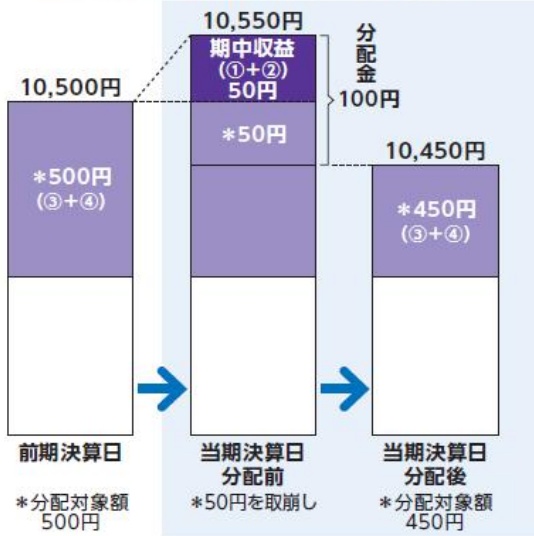 10,550円
期中収益
(①+②)
50円
分配金
100円
10,500円
*50円
10,450円
*500円
(③+④)
*450円
(③+④)
前期決算日
当期決算日
分配前
当期決算日
分配後
*分配対象額
500円
*50円を取崩し
*分配対象額
450円